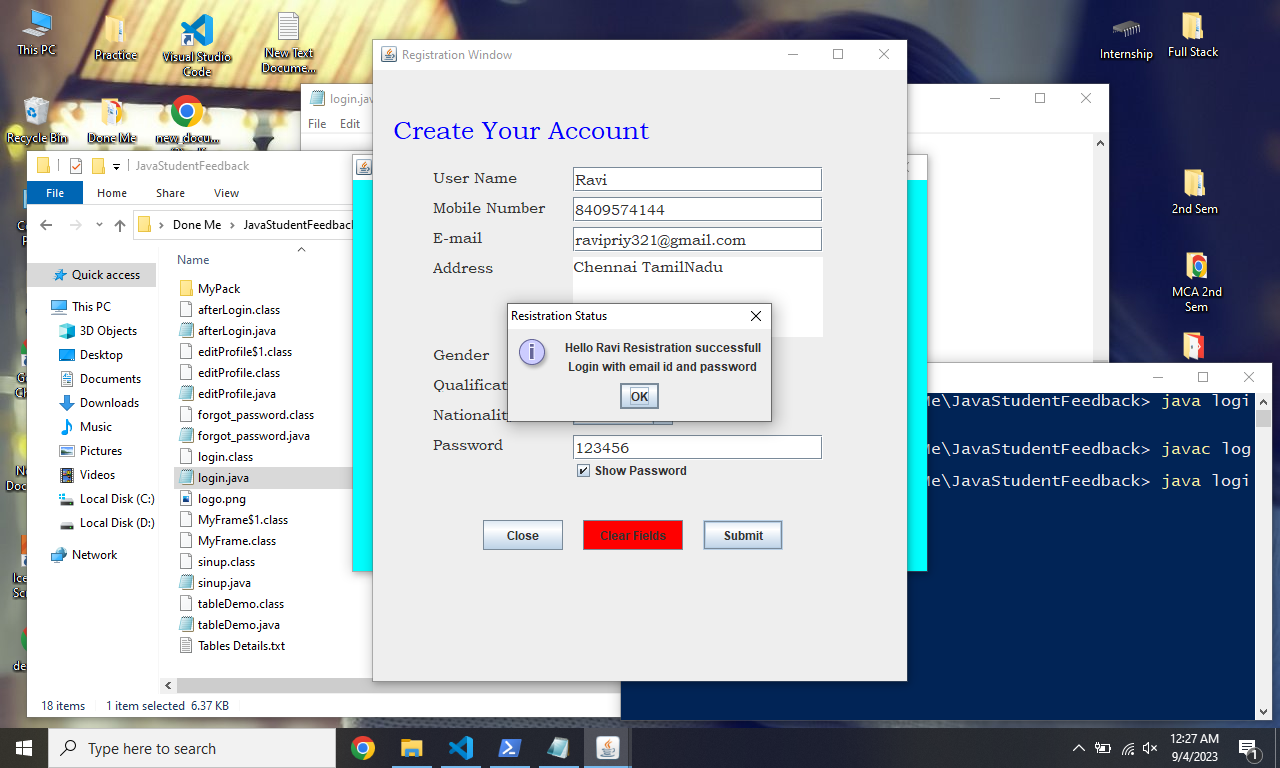 This PC
Practice
Visual Studio
Code
New Text
Docume...
Internship
Full Stack
Recycle Bin
Done Me
new_docu...
2nd Sem
MCA 2nd
Sem
login.jav
File Edit
JavaStudentFeedback
File Home Share View
Done Me JavaStudentFeedback
Name
Quick access
This PC
3D Objects
Desktop
Documents
Downloads
Music
Pictures
Videos
Local Disk (C:)
Local Disk (D:)
Network
MyPack
afterLogin.class
afterLogin.java
editProfile$1.class
editProfile.class
editProfile.java
forgot_password.class
forgot_password.java
login.class
login.java
logo.png
MyFrame$1.class
MyFrame.class
sinup.class
sinup.java
tableDemo.class
tableDemo.java
Tables Details.txt
18 items 1 item selected 6.37 KB
Registration Window
Create Your Account
User Name Ravi
Mobile Number 8409574144
E-mail ravipriy321@gmail.com
Address Chennai TamilNadu
Gender
Qualificat
Nationalit
Password 123456
Show Password
Close Clear Fields Submit
Resistration Status
Hello Ravi Resistration successfull
Login with email id and password
OK
Me\JavaStudentFeedback> java logi
Me\JavaStudentFeedback> javac log
Me\JavaStudentFeedback> java logi
Type here to search
12:27 AM
9/4/2023
1